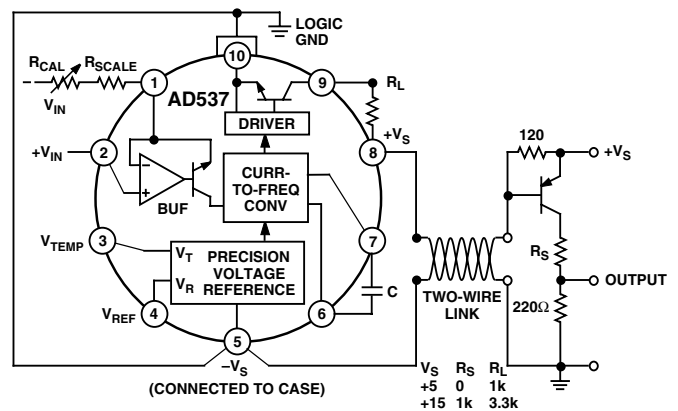 LOGIC
GND
R_CAL R_SCALE
V_IN
1
10
9
R_L
AD537
DRIVER
+V_S
+V_IN
2
8
120
+V_S
–
+
BUF
CURR-
TO-FREQ
CONV
V_TEMP
3
7
V_T
V_R
PRECISION
VOLTAGE
REFERENCE
C
TWO-WIRE
LINK
R_S
OUTPUT
220Ω
V_REF
4
6
5
–V_S
(CONNECTED TO CASE)
V_S R_S R_L
+5 0 1k
+15 1k 3.3k